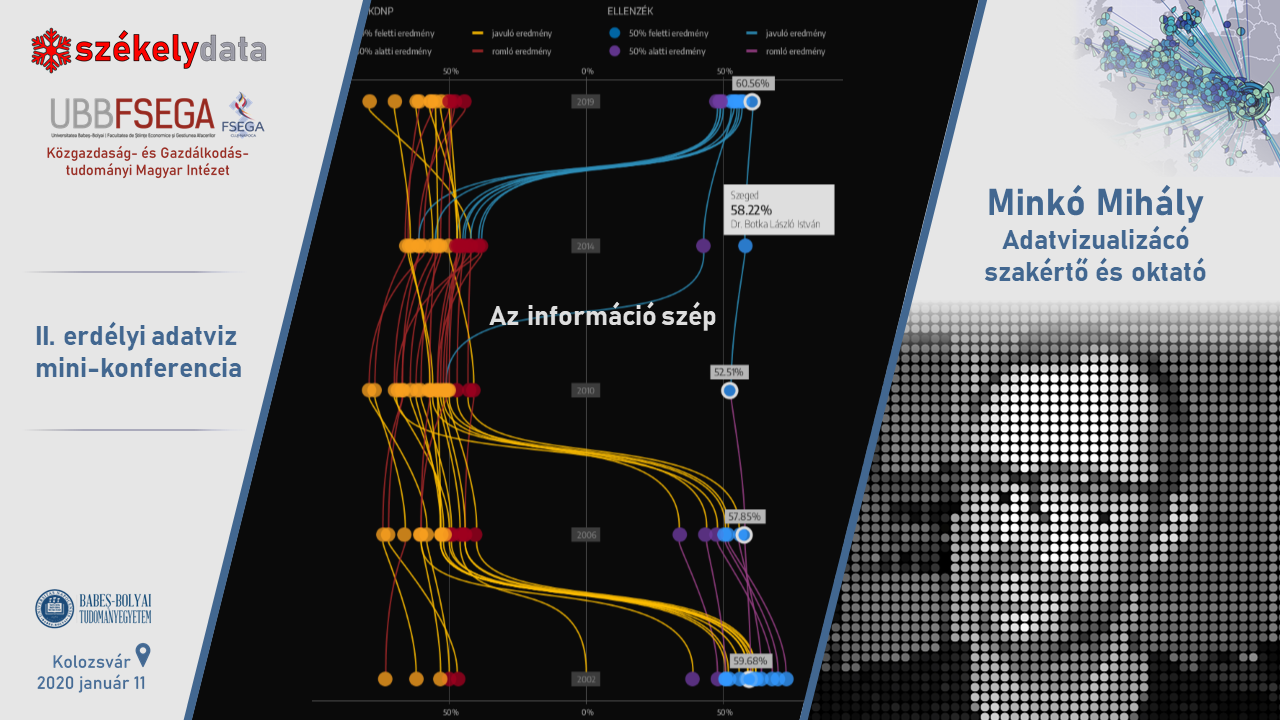 székelydata
UBBFSEGA
Universitatea Babeș-Bolyai | Facultatea de Științe Economice și Gestiunea Afacerilor
FSEGA
CLUJ-NAPOCA
Közgazdaság- és Gazdálkodás-
tudományi Magyar Intézet
II. erdélyi adatviz
mini-konferencia
BABEȘ-BOLYAI
TUDOMÁNYEGYETEM
Kolozsvár
2020 január 11
KDNP
% feletti eredmény
javuló eredmény
0% alatti eredmény
romló eredmény
ELLENZÉK
50% feletti eredmény
javuló eredmény
50% alatti eredmény
romló eredmény
50%
0%
50%
60.56%
2019
Szeged
58.22%
Dr. Botka László István
2014
Az információ szép
52.51%
2010
57.85%
2006
59.68%
2002
50%
0%
50%
Minkó Mihály
Adatvizualizácó
szakértő és oktató